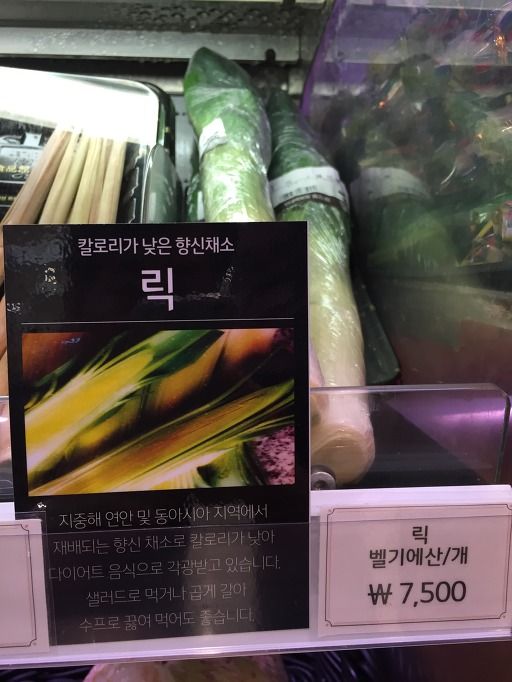 칼로리가 낮은 향신채소
릭
지중해 연안 및 동아시아 지역에서
재배되는 향신 채소로 칼로리가 낮아
다이어트 음식으로 각광받고 있습니다.
샐러드로 먹거나 곱게 갈아
수프로 끓여 먹어도 좋습니다.
릭
벨기에산/개
₩ 7,500